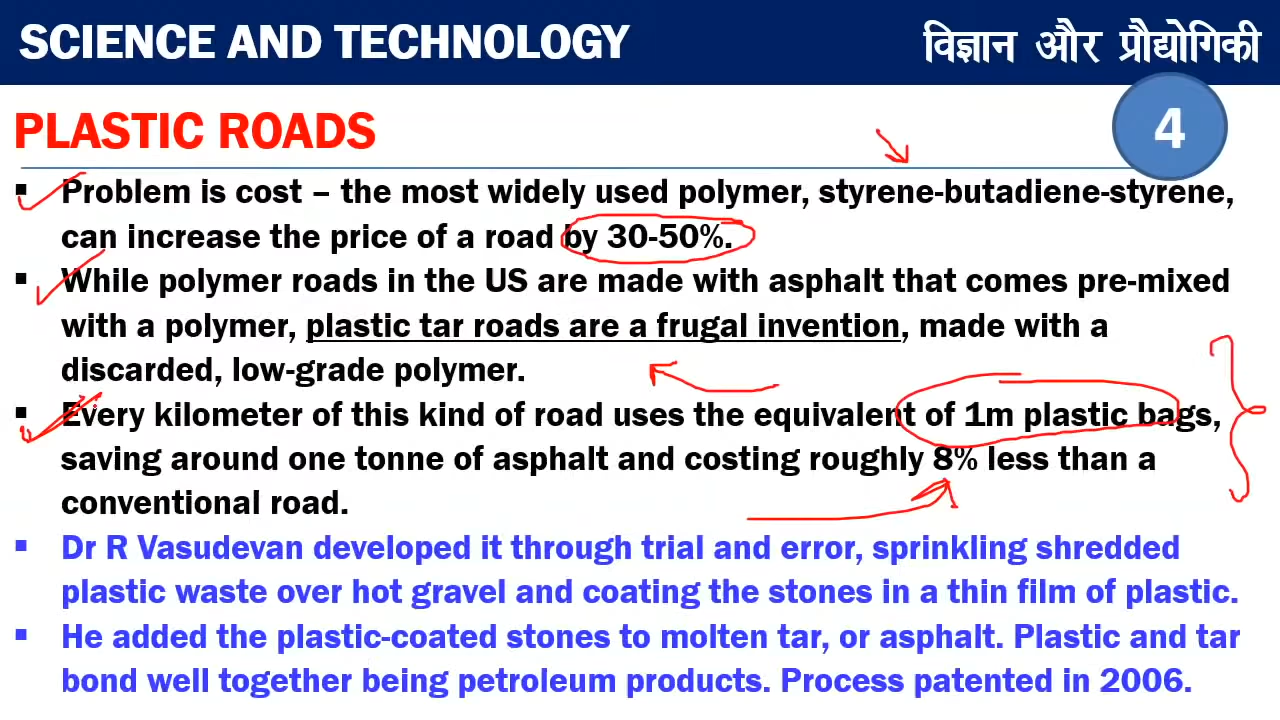 SCIENCE AND TECHNOLOGY
विज्ञान और प्रौद्योगिकी
4
PLASTIC ROADS
▪ Problem is cost – the most widely used polymer, styrene-butadiene-styrene,
can increase the price of a road by 30-50%.
▪ While polymer roads in the US are made with asphalt that comes pre-mixed
with a polymer, plastic tar roads are a frugal invention, made with a
discarded, low-grade polymer.
▪ Every kilometer of this kind of road uses the equivalent of 1m plastic bags,
saving around one tonne of asphalt and costing roughly 8% less than a
conventional road.
▪ Dr R Vasudevan developed it through trial and error, sprinkling shredded
plastic waste over hot gravel and coating the stones in a thin film of plastic.
▪ He added the plastic-coated stones to molten tar, or asphalt. Plastic and tar
bond well together being petroleum products. Process patented in 2006.